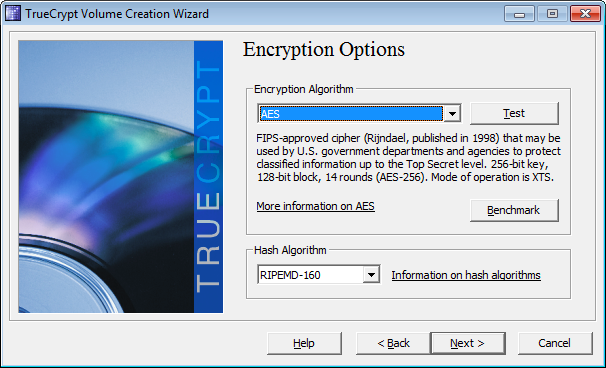 TrueCrypt Volume Creation Wizard
TRUECRYPT
Encryption Options
Encryption Algorithm
AES
Test
FIPS-approved cipher (Rijndael, published in 1998) that may be
used by U.S. government departments and agencies to protect
classified information up to the Top Secret level. 256-bit key,
128-bit block, 14 rounds (AES-256). Mode of operation is XTS.
More information on AES
Benchmark
Hash Algorithm
RIPEMD-160
Information on hash algorithms
Help
< Back
Next >
Cancel